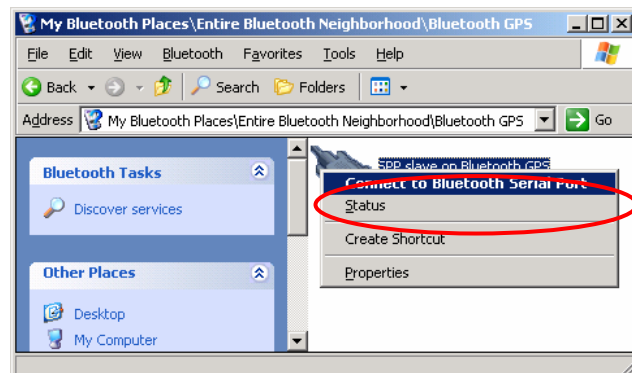 My Bluetooth Places\Entire Bluetooth Neighborhood\Bluetooth GPS
File Edit View Bluetooth Favorites Tools Help
Back Search Folders
Address My Bluetooth Places\Entire Bluetooth Neighborhood\Bluetooth GPS Go
Bluetooth Tasks
Discover services
Other Places
Desktop
My Computer
SPP slave on Bluetooth GPS
Connect to Bluetooth Serial Port
Status
Create Shortcut
Properties